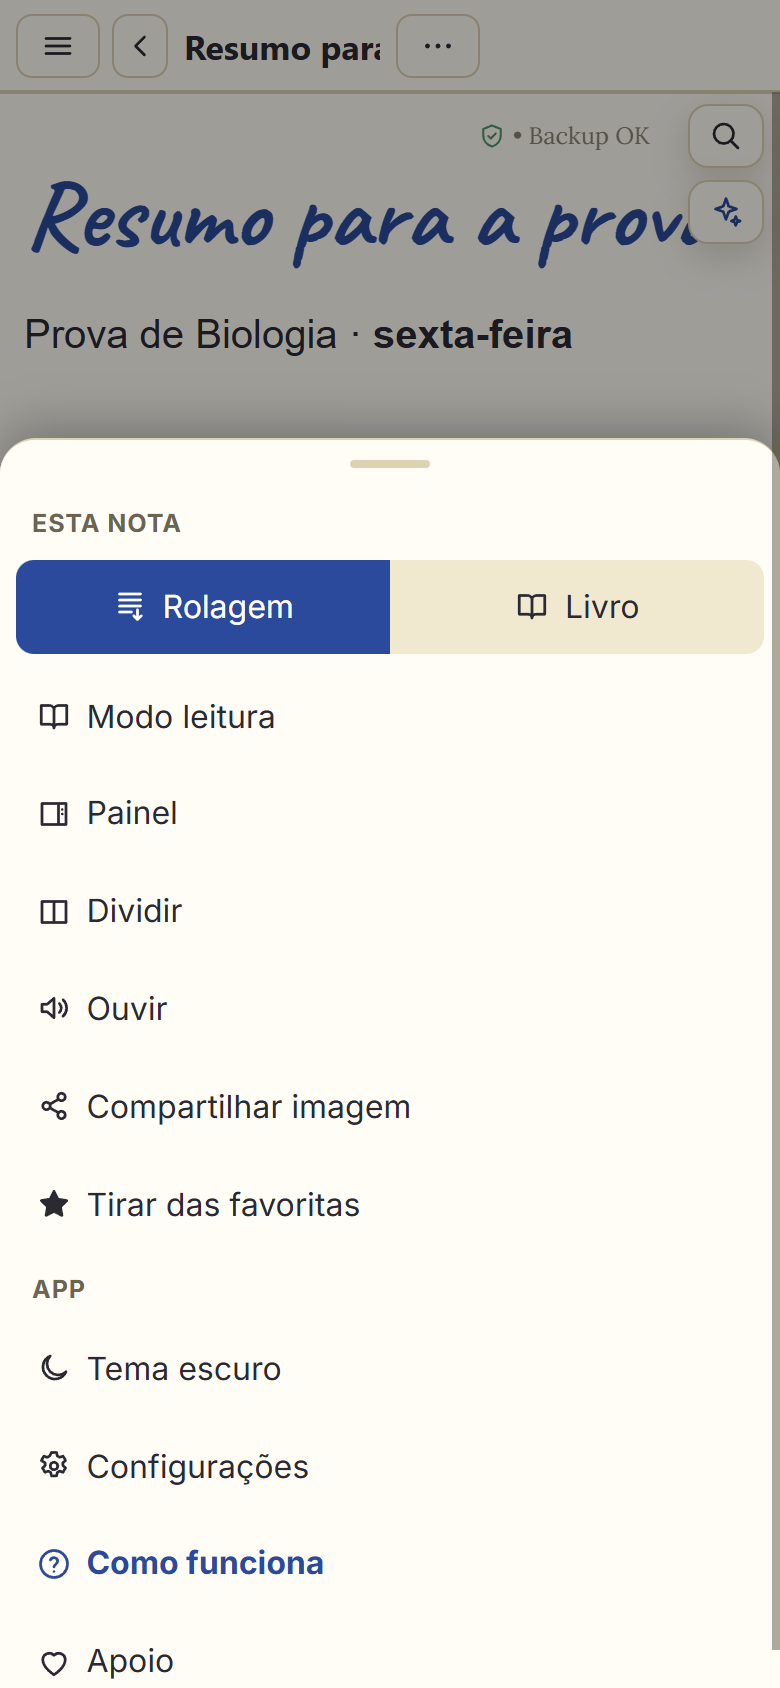 Resumo para
• Backup OK
Resumo para a prov
Prova de Biologia · sexta-feira
ESTA NOTA
Rolagem
Livro
Modo leitura
Painel
Dividir
Ouvir
Compartilhar imagem
Tirar das favoritas
APP
Tema escuro
Configurações
Como funciona
Apoio